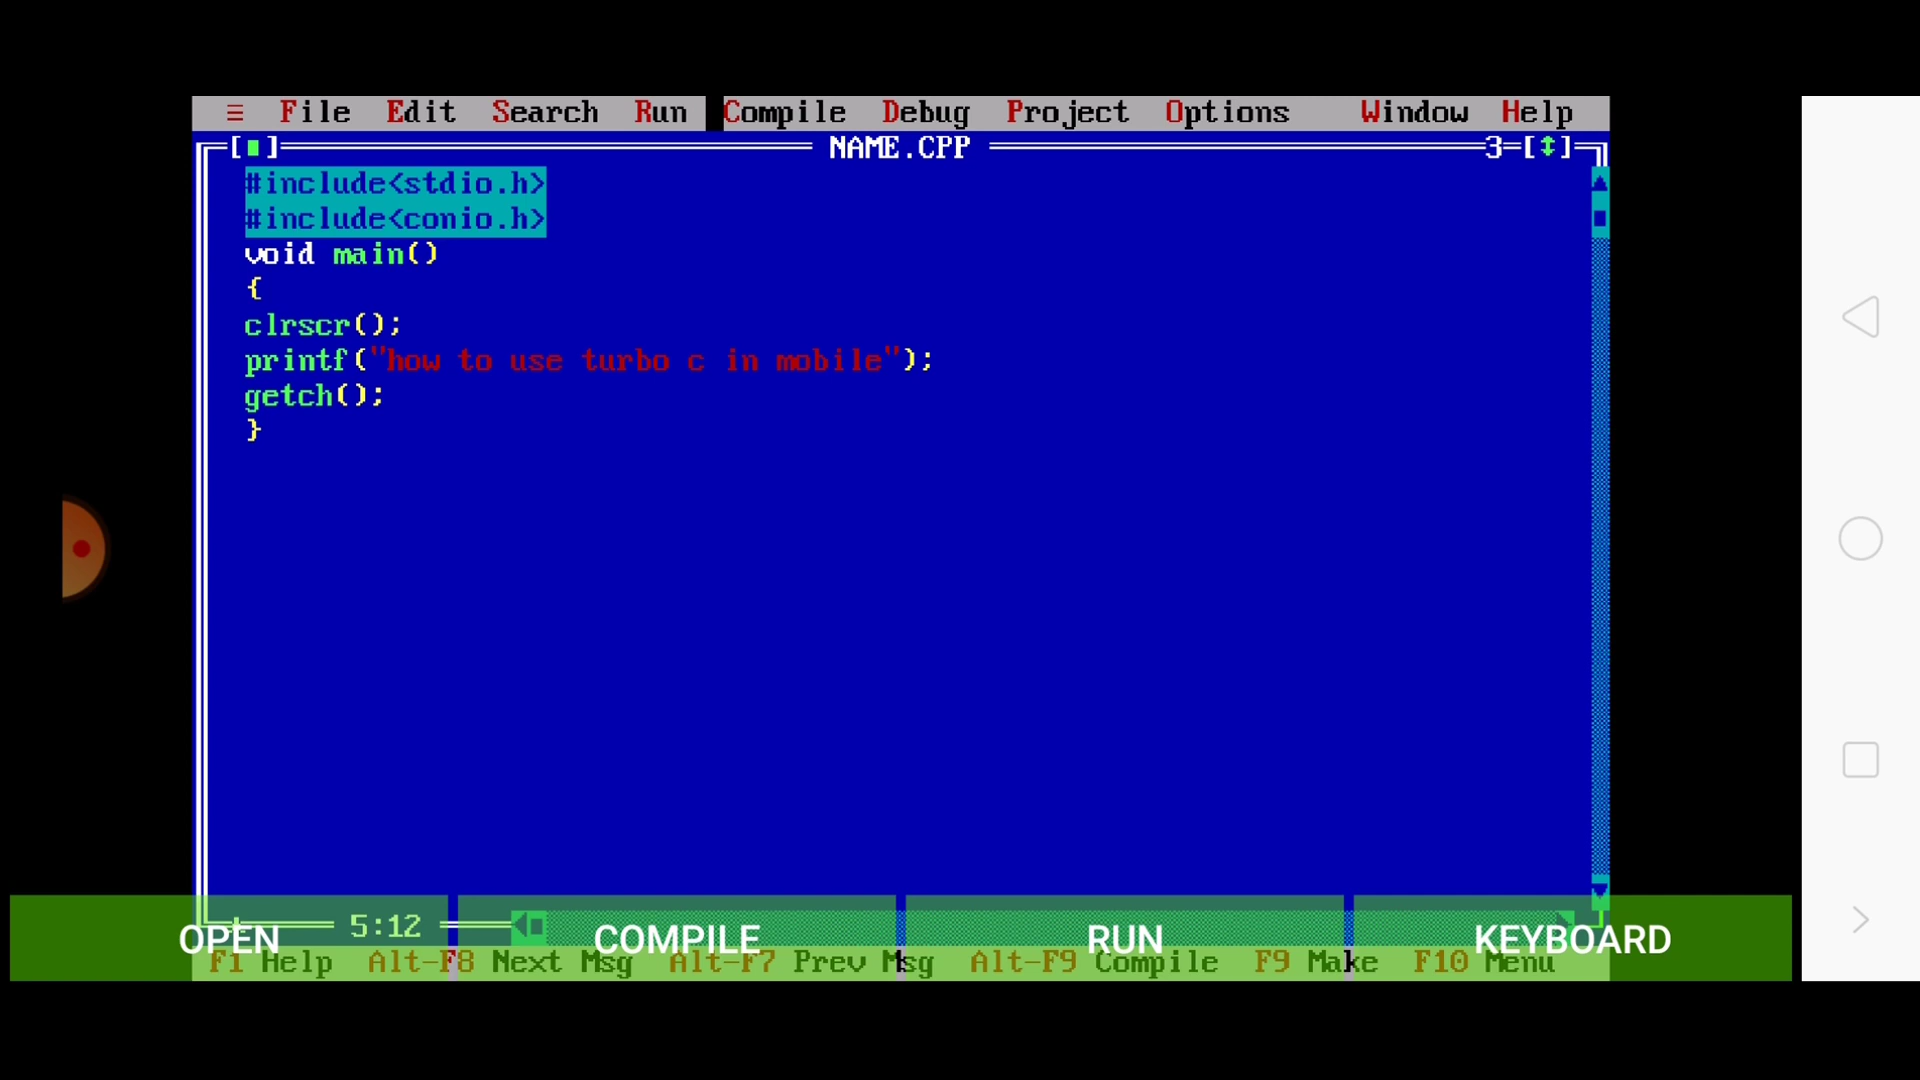 ≡ File Edit Search Run Compile Debug Project Options Window Help
NAME.CPP 3
#include<stdio.h>
#include<conio.h>
void main()
{
clrscr();
printf("how to use turbo c in mobile");
getch();
}
5:12
OPEN COMPILE RUN KEYBOARD
F1 Help Alt-F8 Next Msg Alt-F7 Prev Msg Alt-F9 Compile F9 Make F10 Menu